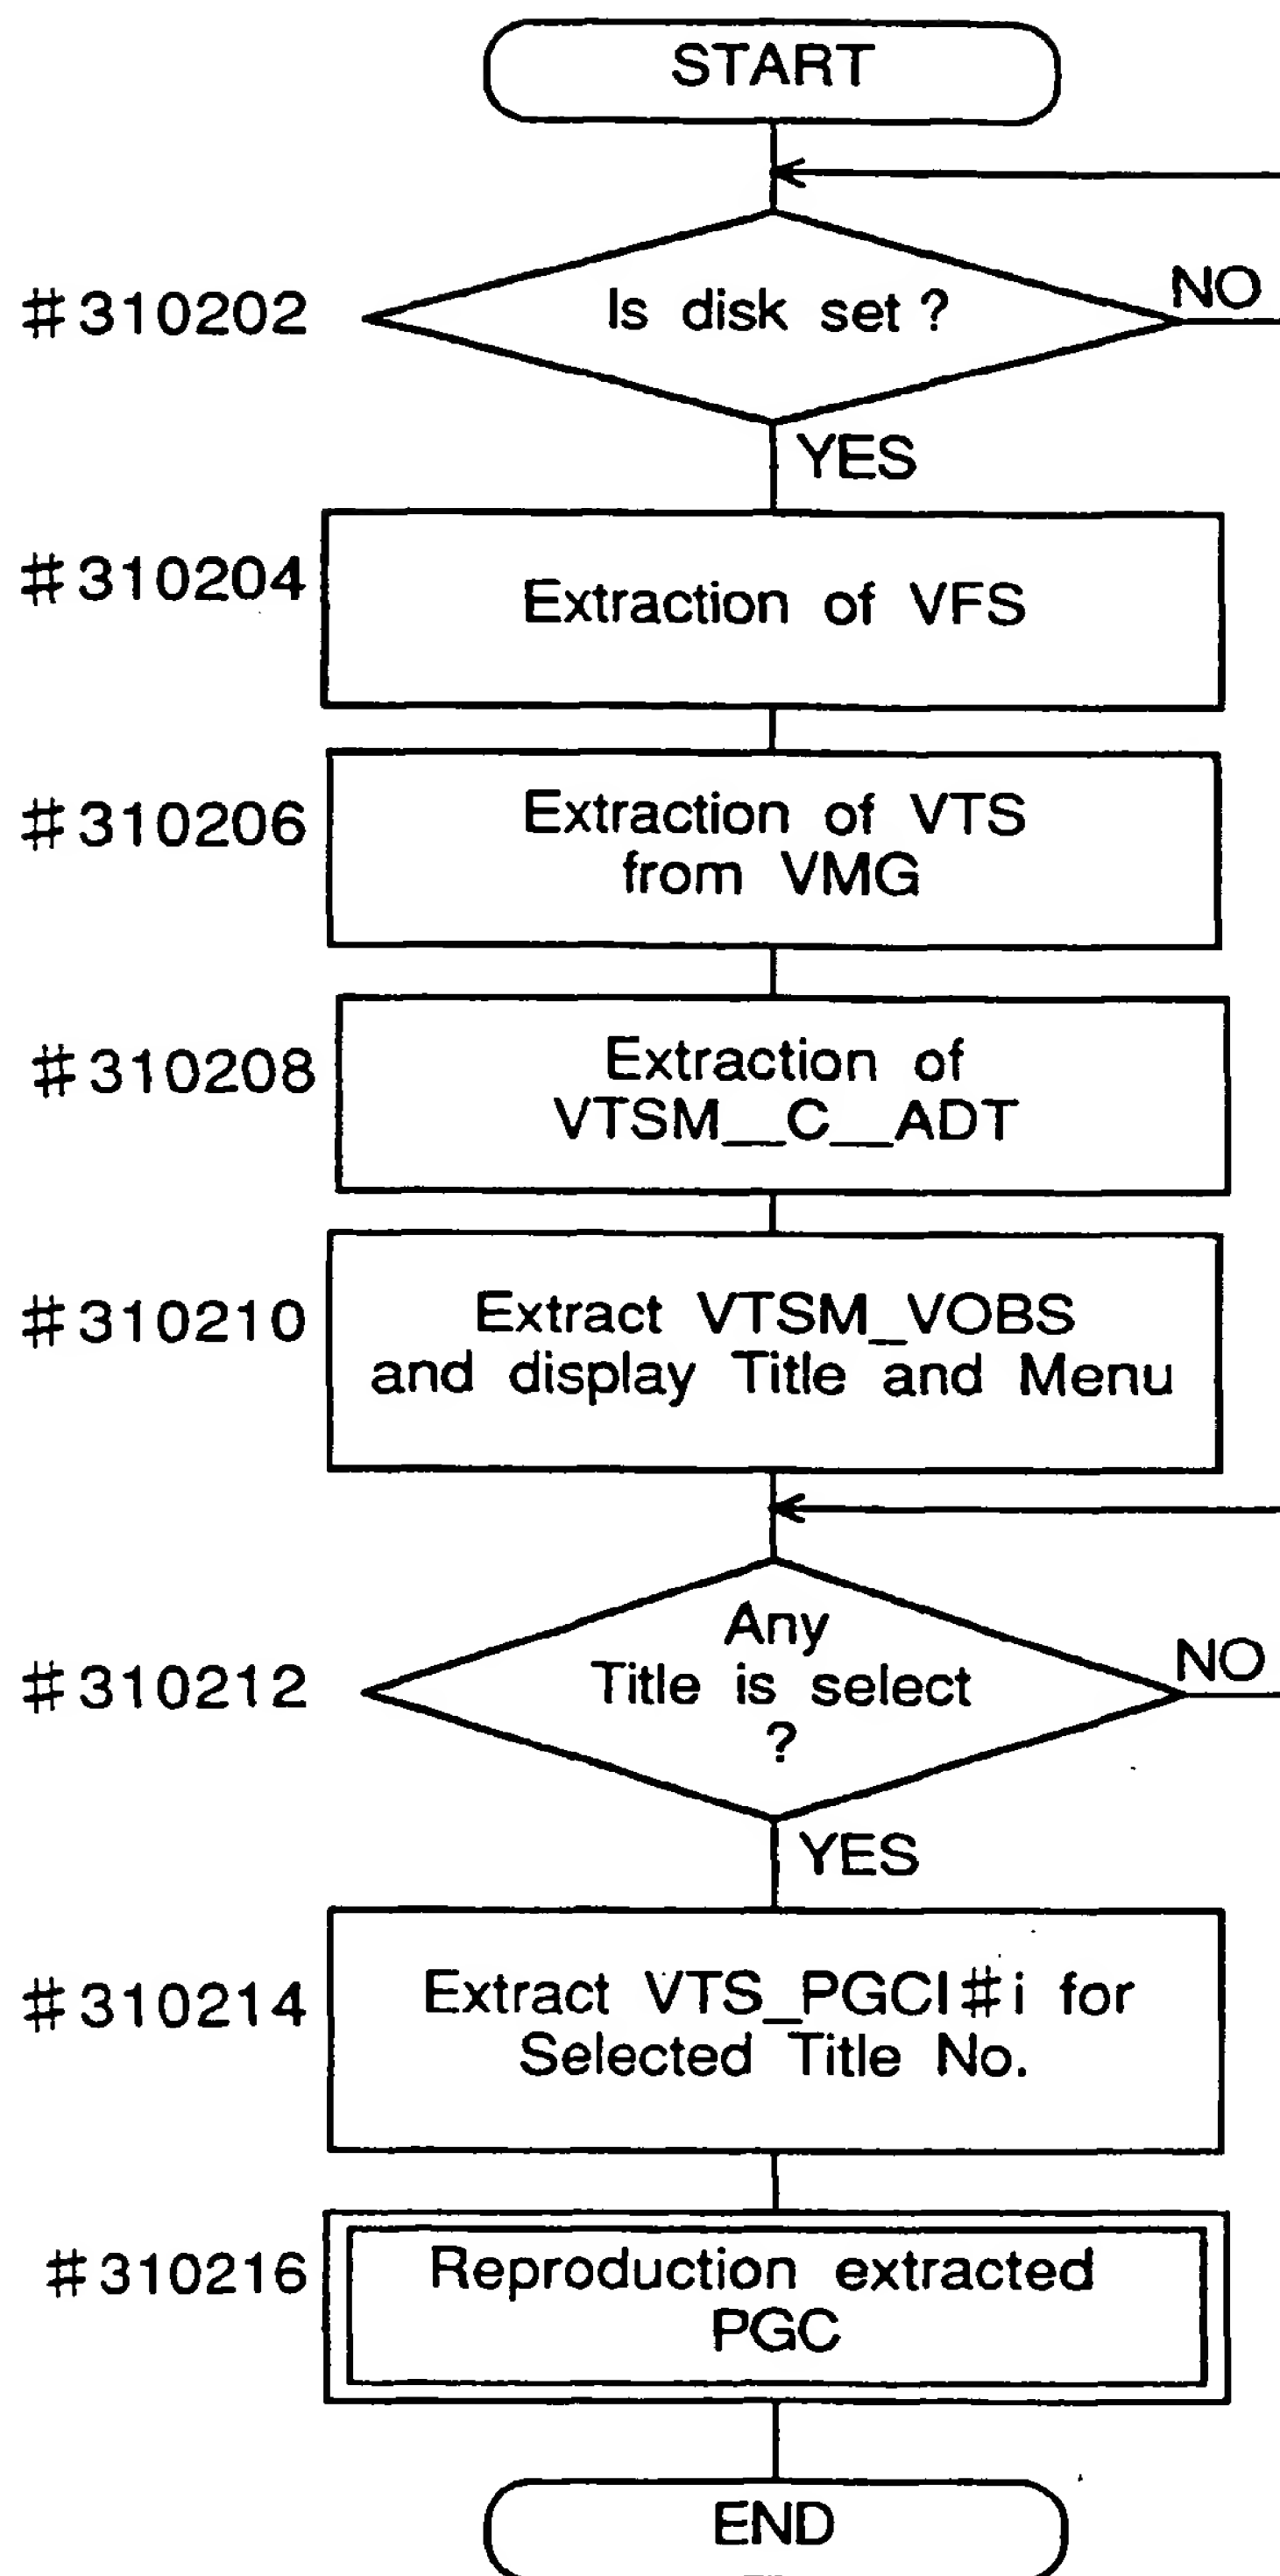 START
#310202
Is disk set ?
NO
YES
#310204
Extraction of VFS
#310206
Extraction of VTS
from VMG
#310208
Extraction of
VTSM__C__ADT
#310210
Extract VTSM_VOBS
and display Title and Menu
#310212
Any
Title is select
?
NO
YES
#310214
Extract VTS_PGCI#i for
Selected Title No.
#310216
Reproduction extracted
PGC
END